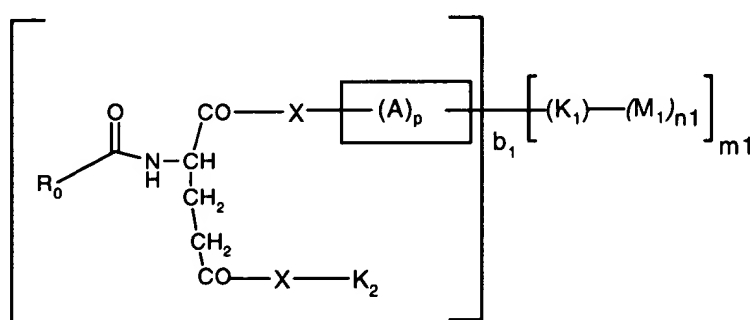 O CO—X—(A)p b1 (K1)—(M1)n1 m1
R0 N H CH
CH2
CH2
CO—X—K2